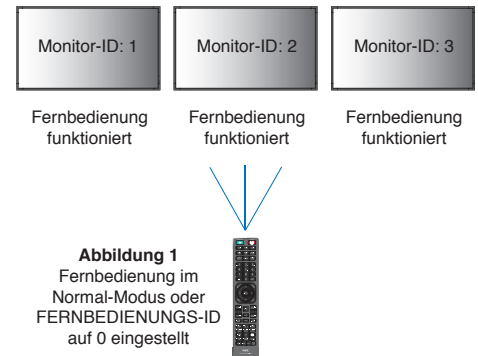 Monitor-ID: 1
Monitor-ID: 2
Monitor-ID: 3
Fernbedienung
funktioniert
Fernbedienung
funktioniert
Fernbedienung
funktioniert
Abbildung 1
Fernbedienung im
Normal-Modus oder
FERNBEDIENUNGS-ID
auf 0 eingestellt